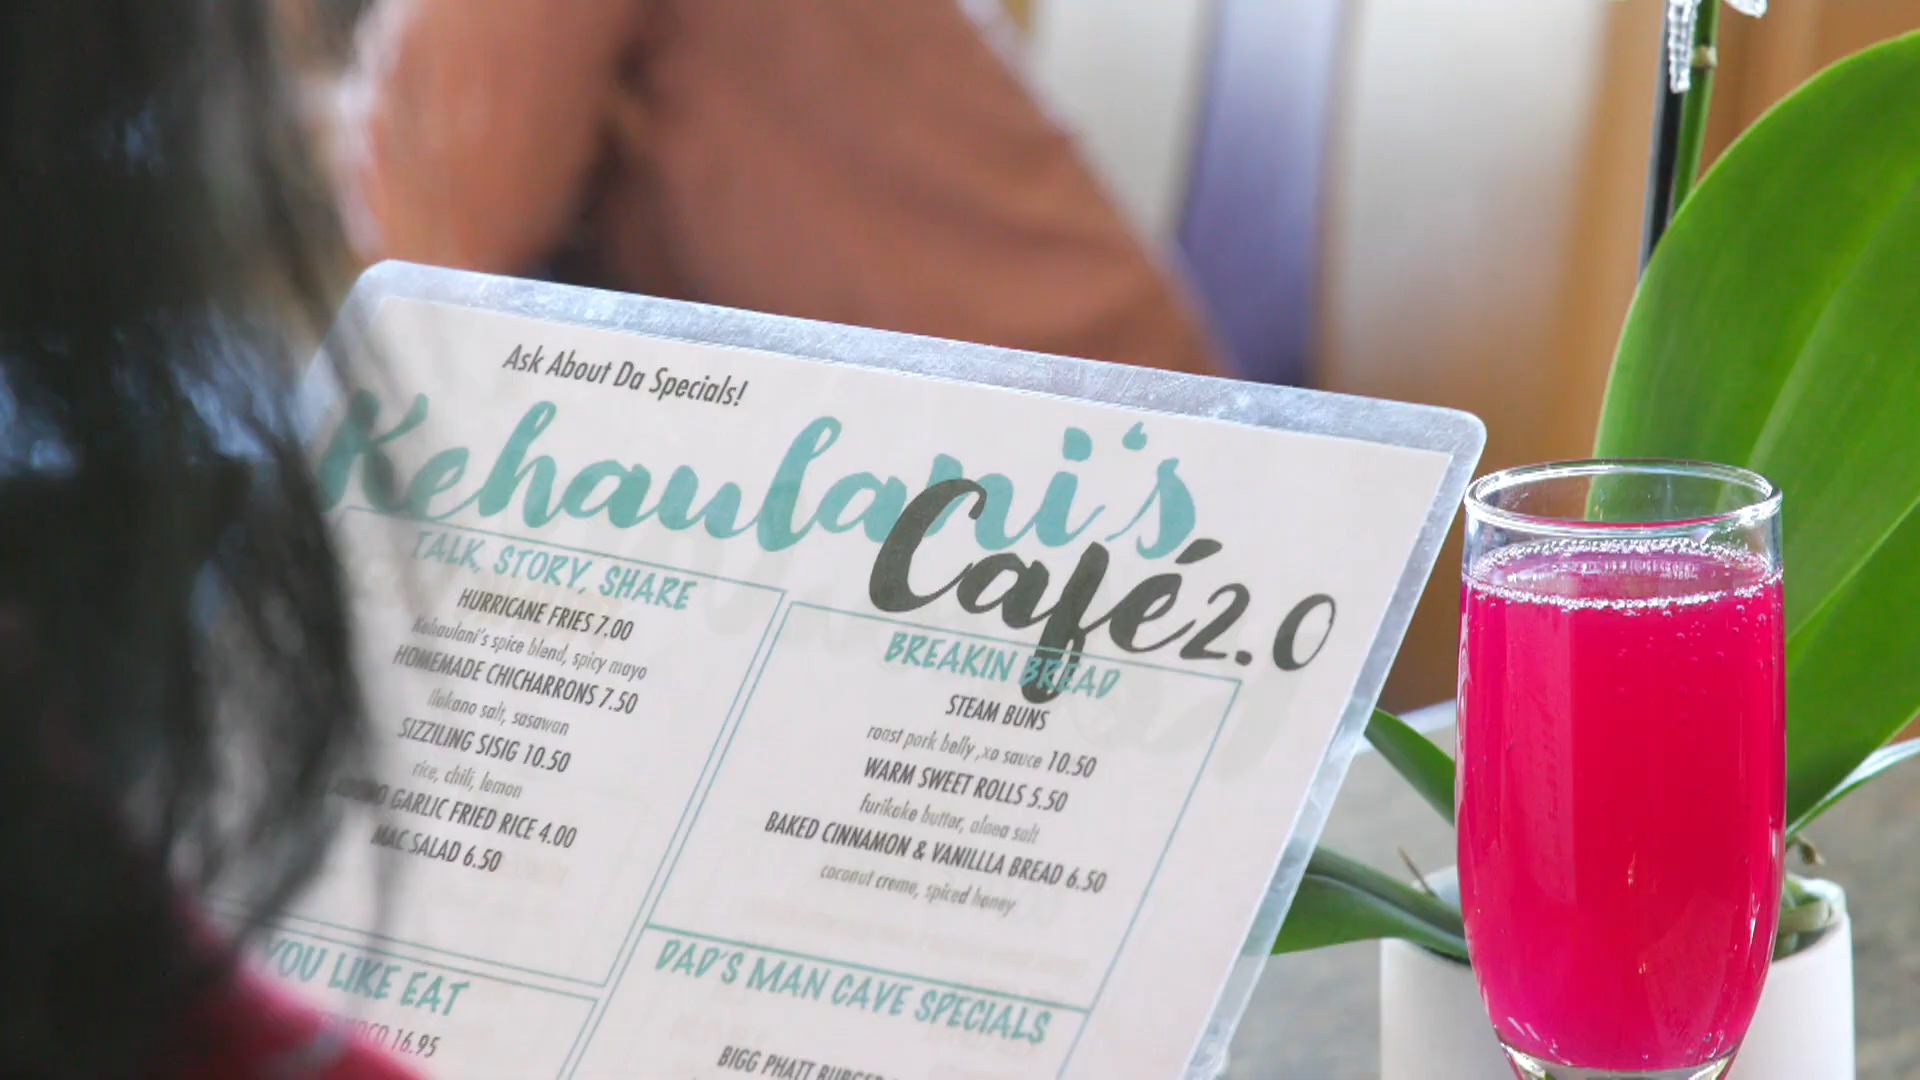 Ask About Da Specials!
Kehaulani's
Café 2.0
TALK, STORY, SHARE
HURRICANE FRIES 7.00
Kehaulani's spice blend, spicy mayo
HOMEMADE CHICHARRONS 7.50
Ilokano salt, sasawan
SIZZILING SISIG 10.50
rice, chili, lemon
GARLIC FRIED RICE 4.00
MAC SALAD 6.50
YOU LIKE EAT
16.95
BREAKIN BREAD
STEAM BUNS
roast pork belly ,xo sauce 10.50
WARM SWEET ROLLS 5.50
furikake butter, alaea salt
BAKED CINNAMON & VANILLLA BREAD 6.50
coconut creme, spiced honey
DAD'S MAN CAVE SPECIALS
BIGG PHATT BURGER